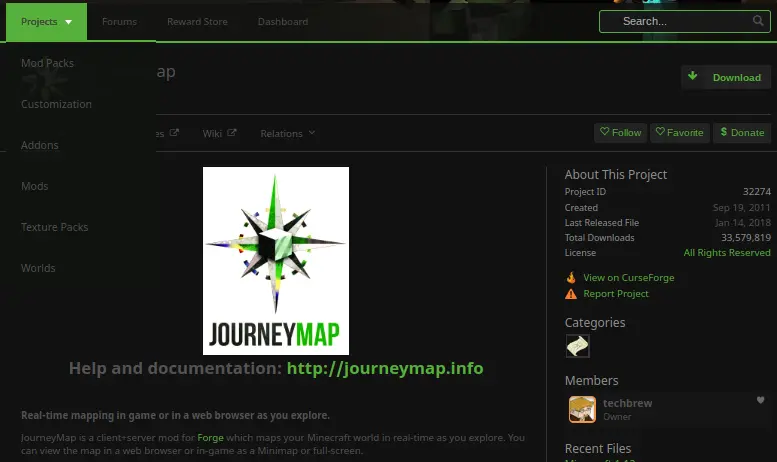 Projects
Forums
Reward Store
Dashboard
Search...
Mod Packs
Customization
Addons
Mods
Texture Packs
Worlds
ap
Download
es
Wiki
Relations
Follow
Favorite
$ Donate
JOURNEYMAP
Help and documentation: http://journeymap.info
Real-time mapping in game or in a web browser as you explore.
JourneyMap is a client+server mod for Forge which maps your Minecraft world in real-time as you explore. You
can view the map in a web browser or in-game as a Minimap or full-screen.
About This Project
Project ID 32274
Created Sep 19, 2011
Last Released File Jan 14, 2018
Total Downloads 33,579,819
License All Rights Reserved
View on CurseForge
Report Project
Categories
Members
techbrew
Owner
Recent Files